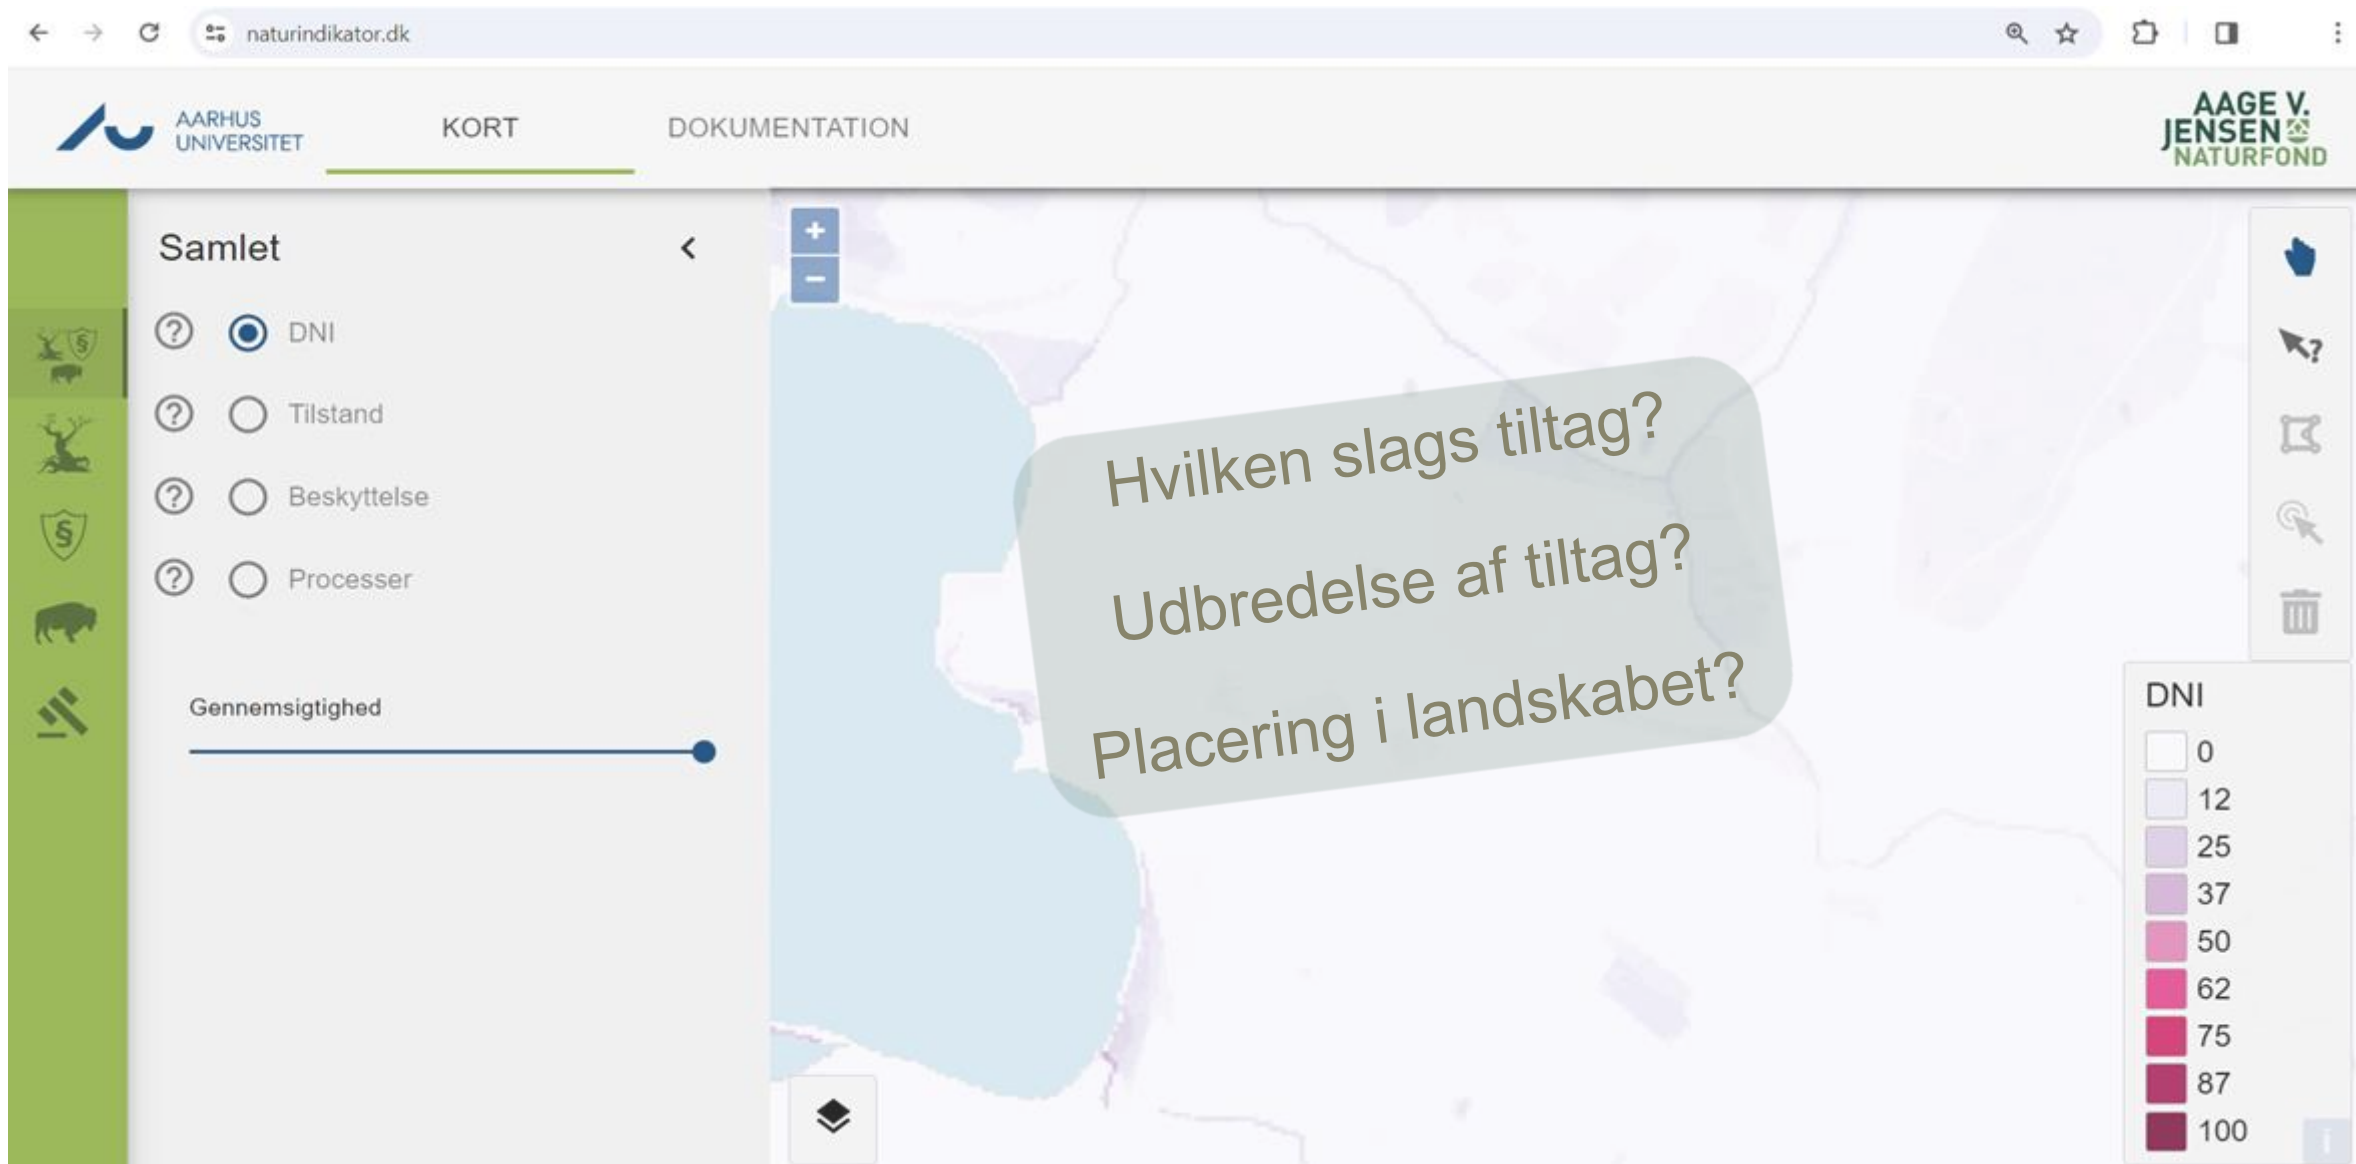 naturindikator.dk
AARHUS
UNIVERSITET
KORT
DOKUMENTATION
AAGE V.
JENSEN
NATURFOND
Samlet
DNI
Tilstand
Beskyttelse
Processer
Gennemsigtighed
Hvilken slags tiltag?
Udbredelse af tiltag?
Placering i landskabet?
DNI
0
12
25
37
50
62
75
87
100